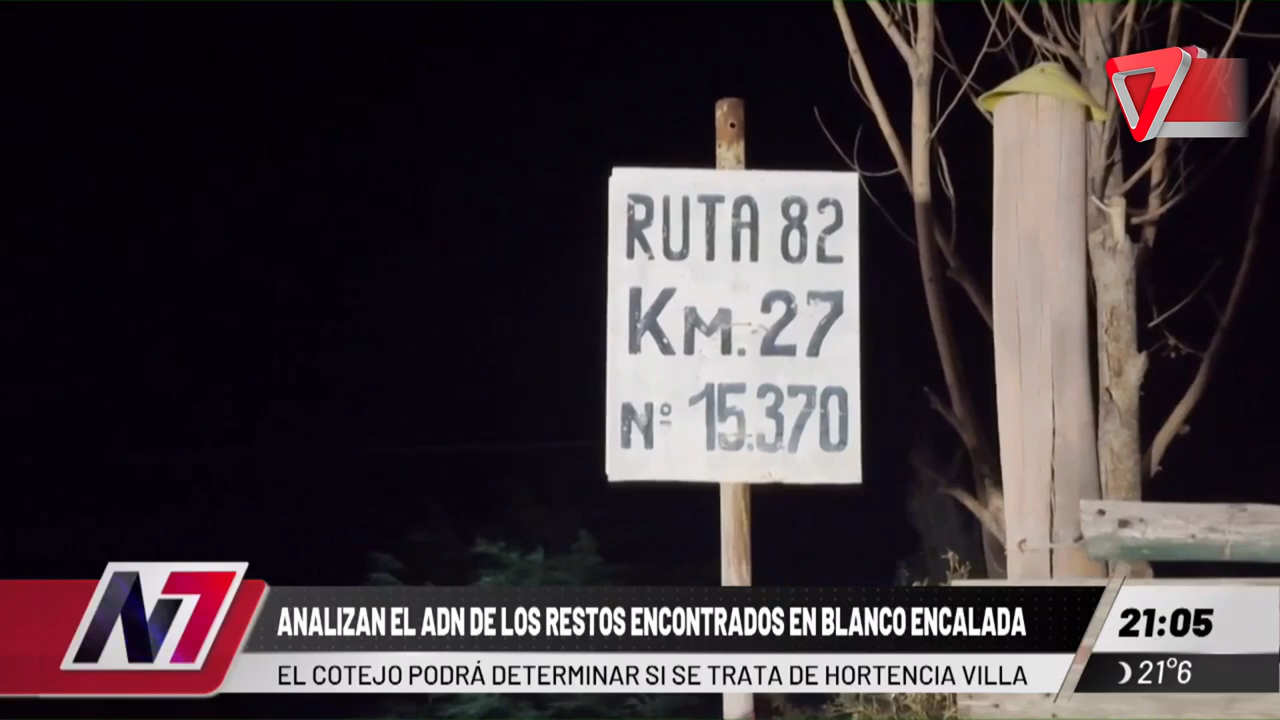 RUTA 82
KM. 27
Nº 15.370
N7
ANALIZAN EL ADN DE LOS RESTOS ENCONTRADOS EN BLANCO ENCALADA
21:05
EL COTEJO PODRÁ DETERMINAR SI SE TRATA DE HORTENCIA VILLA
21°6